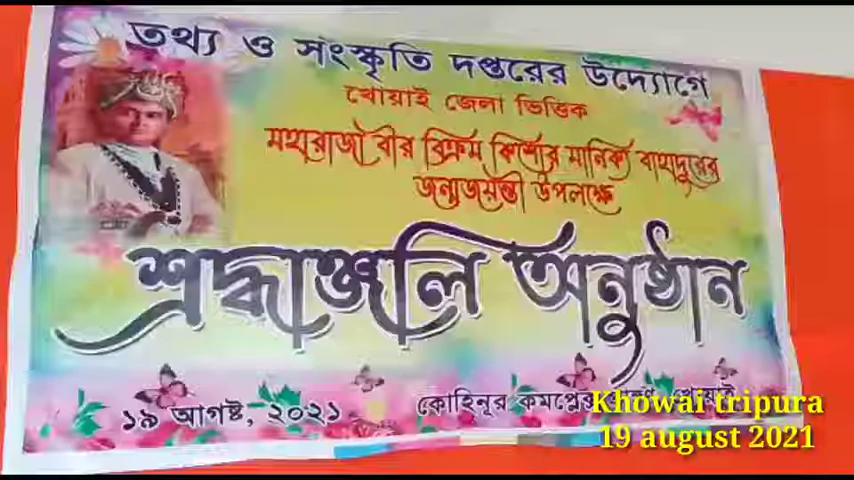 তথ্য ও সংস্কৃতি দপ্তরের উদ্যোগে
খোয়াই জেলা ভিত্তিক
মহারাজা বীর বিক্রম কিশোর মানিক্য বাহাদুরের
জন্মজয়ন্তী উপলক্ষে
শ্রদ্ধাঞ্জলি অনুষ্ঠান
১৯ আগষ্ট, ২০২১
কোহিনূর কমপ্লেক্স
Khowai tripura
19 august 2021